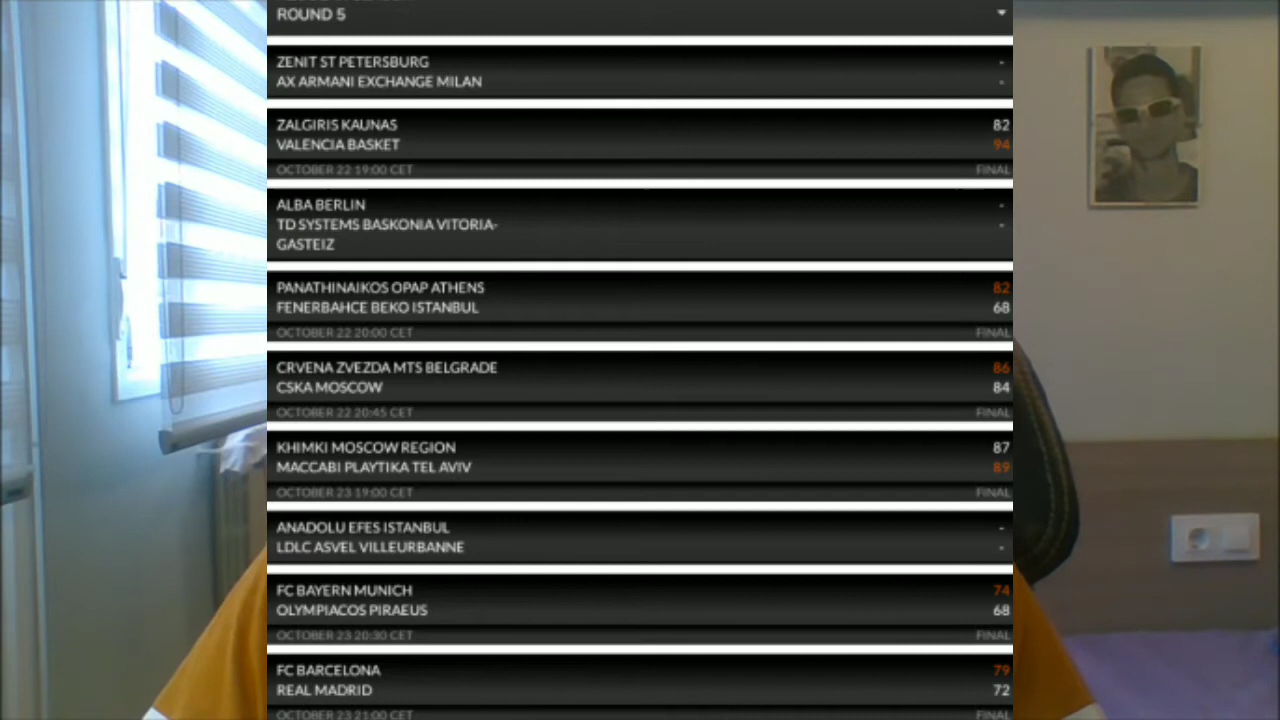 ROUND 5
ZENIT ST PETERSBURG -
AX ARMANI EXCHANGE MILAN -
ZALGIRIS KAUNAS 82
VALENCIA BASKET 94
OCTOBER 22 19:00 CET FINAL
ALBA BERLIN -
TD SYSTEMS BASKONIA VITORIA- -
GASTEIZ
PANATHINAIKOS OPAP ATHENS 82
FENERBAHCE BEKO ISTANBUL 68
OCTOBER 22 20:00 CET FINAL
CRVENA ZVEZDA MTS BELGRADE 86
CSKA MOSCOW 84
OCTOBER 22 20:45 CET FINAL
KHIMKI MOSCOW REGION 87
MACCABI PLAYTIKA TEL AVIV 89
OCTOBER 23 19:00 CET FINAL
ANADOLU EFES ISTANBUL -
LDLC ASVEL VILLEURBANNE -
FC BAYERN MUNICH 74
OLYMPIACOS PIRAEUS 68
OCTOBER 23 20:30 CET FINAL
FC BARCELONA 79
REAL MADRID 72
OCTOBER 23 21:00 CET FINAL